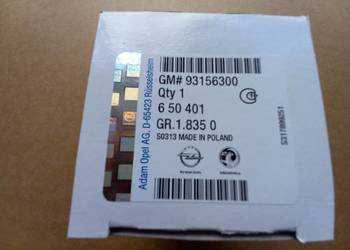 Adam Opel AG, D-65423 Rüsselsheim
GM# 93156300
Qty 1
6 50 401
GR.1.835 0
S0313 MADE IN POLAND